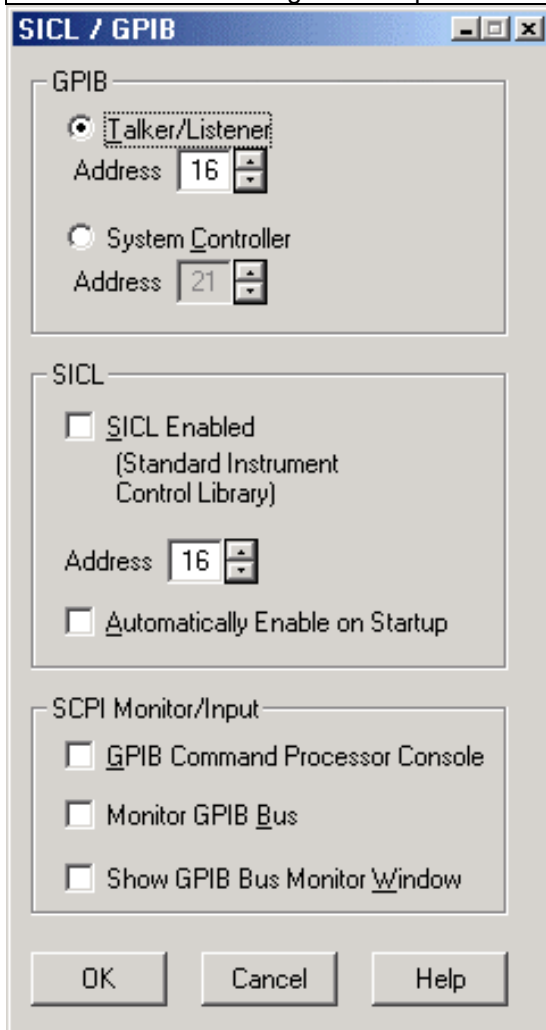 SICL / GPIB
GPIB
Talker/Listener
Address 16
System Controller
Address 21
SICL
SICL Enabled
(Standard Instrument
Control Library)
Address 16
Automatically Enable on Startup
SCPI Monitor/Input
GPIB Command Processor Console
Monitor GPIB Bus
Show GPIB Bus Monitor Window
OK Cancel Help